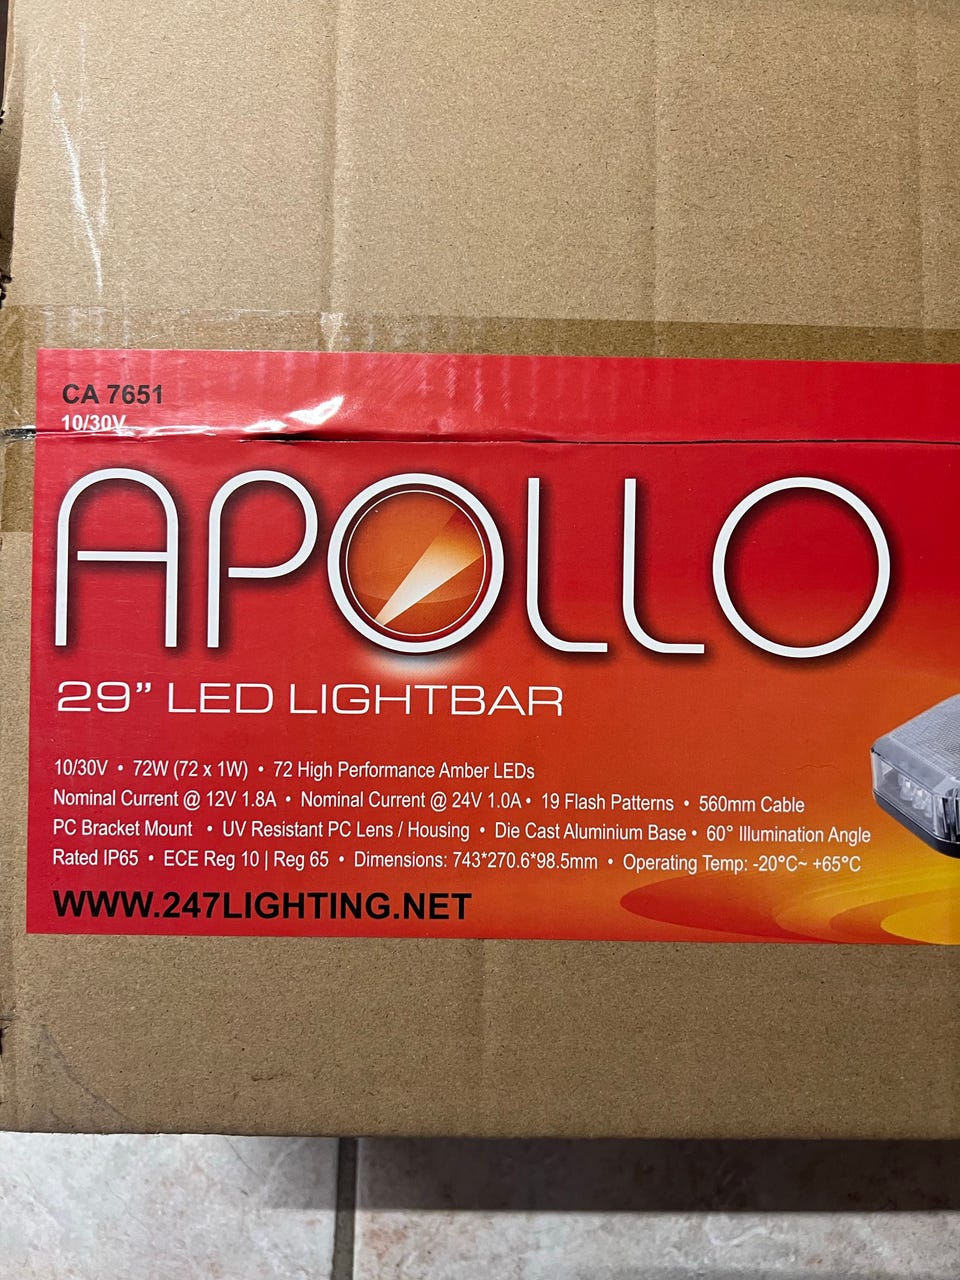 CA 7651
10/30V
APOLLO
29” LED LIGHTBAR
10/30V • 72W (72 x 1W) • 72 High Performance Amber LEDs
Nominal Current @ 12V 1.8A • Nominal Current @ 24V 1.0A • 19 Flash Patterns • 560mm Cable
PC Bracket Mount • UV Resistant PC Lens / Housing • Die Cast Aluminium Base • 60° Illumination Angle
Rated IP65 • ECE Reg 10 | Reg 65 • Dimensions: 743*270.6*98.5mm • Operating Temp: -20°C~ +65°C
WWW.247LIGHTING.NET